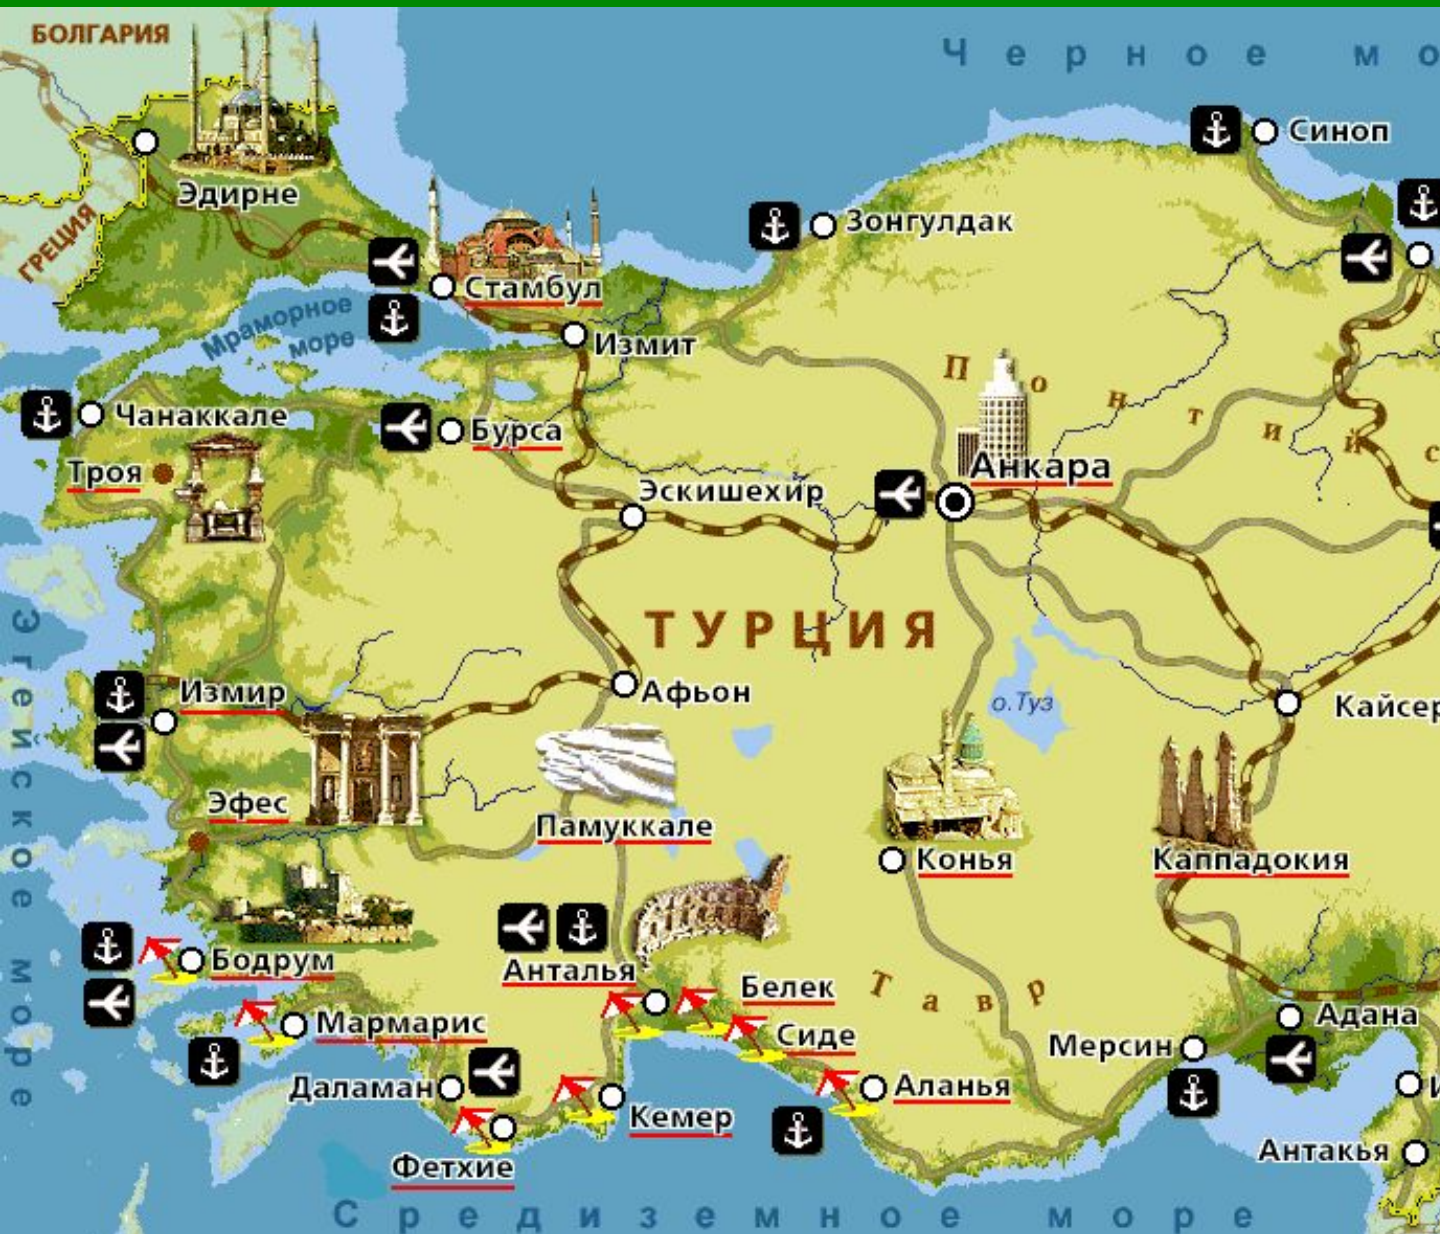 БОЛГАРИЯ
Черное мо
Синоп
Эдирне
ГРЕЦИЯ
Зонгулдак
Стамбул
Мраморное
море
Измит
Чанаккале
Бурса
Понтий с
Троя
Анкара
Эскишехир
ТУРЦИЯ
Эгейское море
Измир
Афьон
о.Туз
Кайсер
Эфес
Памуккале
Конья
Каппадокия
Бодрум
Анталья
Белек
Тавр
Мармарис
Сиде
Мерсин
Адана
Даламан
Аланья
Кемер
И
Фетхие
Антакья
Средиземное море